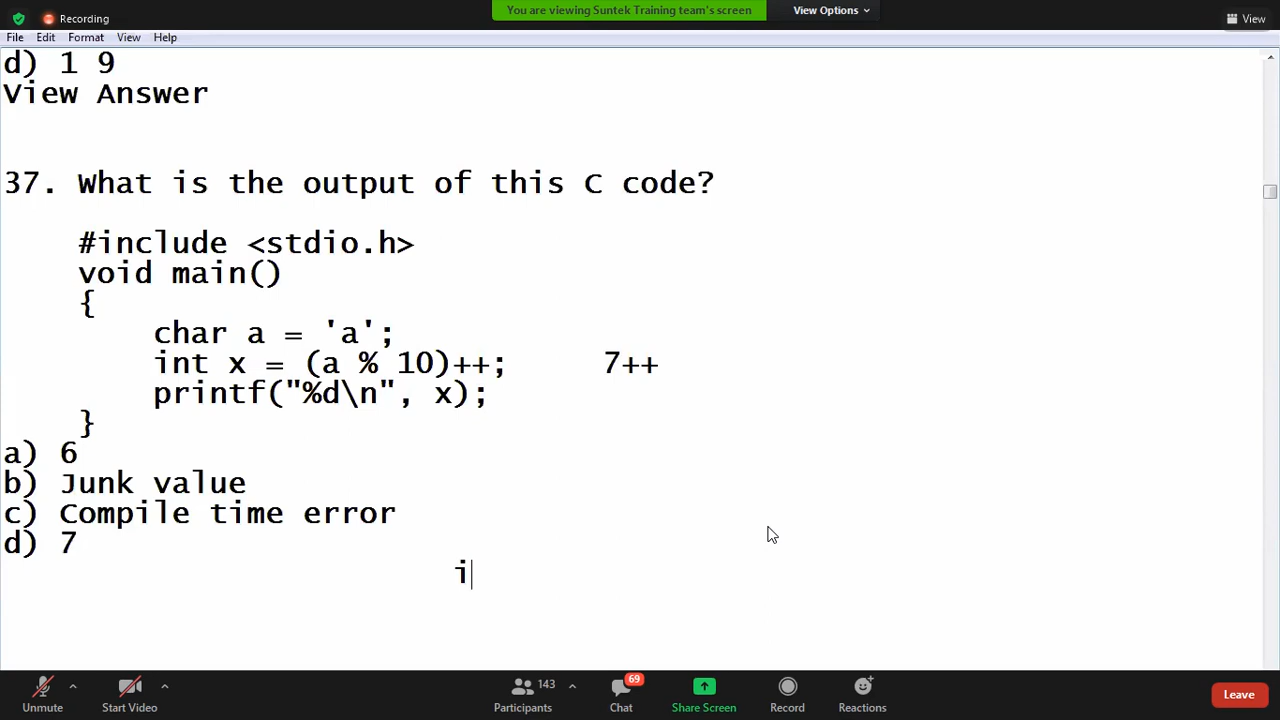 Recording
You are viewing Suntek Training team's screen
View Options
View
File Edit Format View Help
d) 1 9
View Answer
37. What is the output of this C code?
#include <stdio.h>
void main()
{
char a = 'a';
int x = (a % 10)++; 7++
printf("%d\n", x);
}
a) 6
b) Junk value
c) Compile time error
d) 7
i
Unmute
Start Video
143
Participants
69
Chat
Share Screen
Record
Reactions
Leave